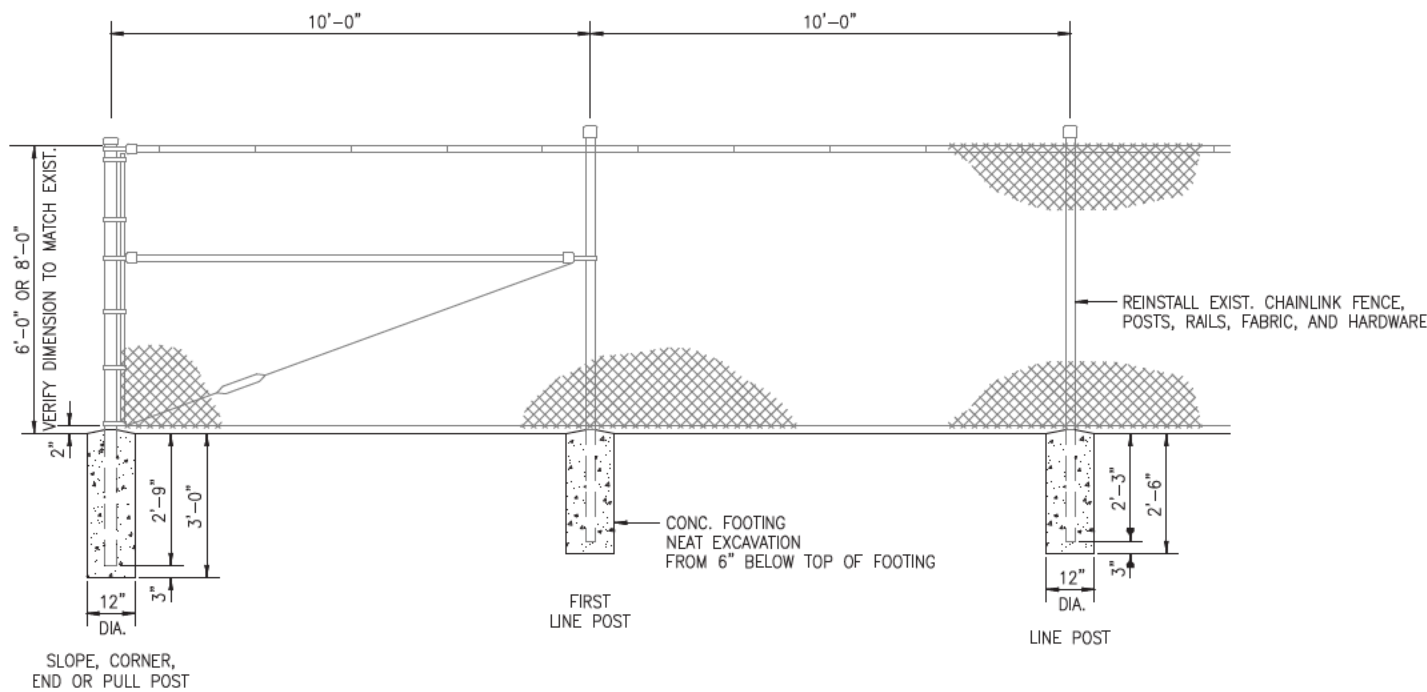 10'-0"
10'-0"
6'-0" OR 8'-0"
VERIFY DIMENSION TO MATCH EXIST.
2"
REINSTALL EXIST. CHAINLINK FENCE,
POSTS, RAILS, FABRIC, AND HARDWARE
2'-9"
3'-0"
3"
12"
DIA.
SLOPE, CORNER,
END OR PULL POST
CONC. FOOTING
NEAT EXCAVATION
FROM 6" BELOW TOP OF FOOTING
FIRST
LINE POST
2'-3"
2'-6"
3"
12"
DIA.
LINE POST